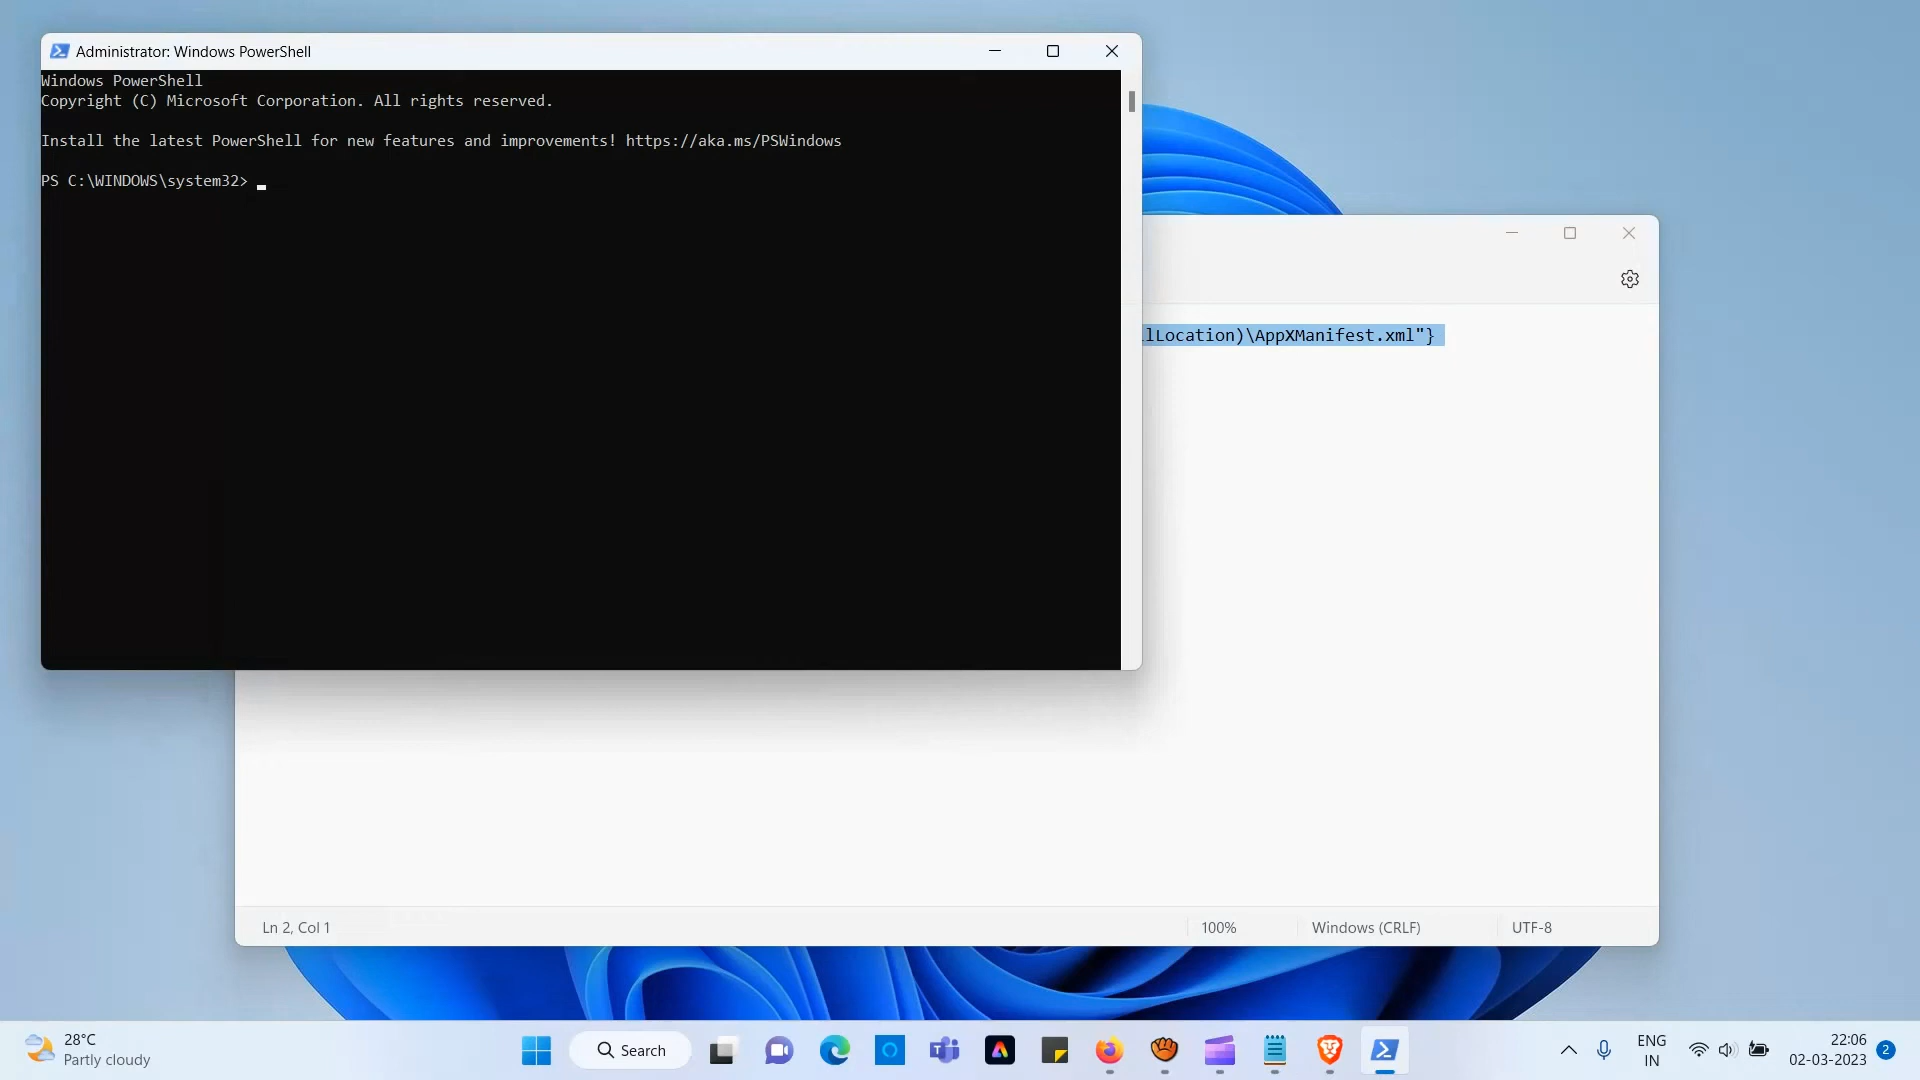 Administrator: Windows PowerShell
Windows PowerShell
Copyright (C) Microsoft Corporation. All rights reserved.
Install the latest PowerShell for new features and improvements! https://aka.ms/PSWindows
PS C:\WINDOWS\system32>
lLocation)\AppXManifest.xml"}
Ln 2, Col 1
100%
Windows (CRLF)
UTF-8
28°C
Partly cloudy
Search
ENG
IN
22:06
02-03-2023
2